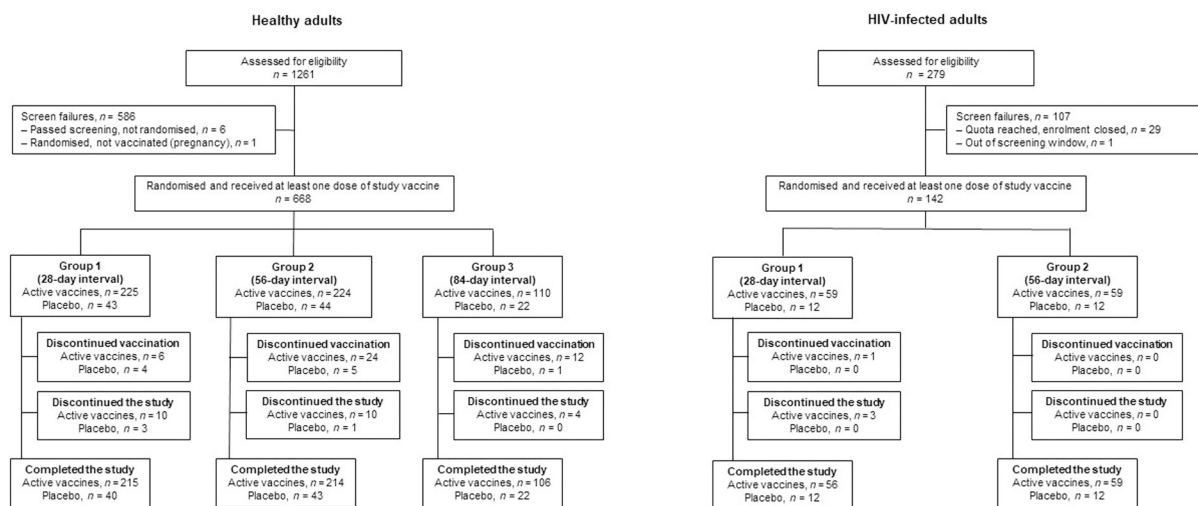 Healthy adults
Assessed for eligibility
n = 1261
Screen failures, n = 586
– Passed screening, not randomised, n = 6
– Randomised, not vaccinated (pregnancy), n = 1
Randomised and received at least one dose of study vaccine
n = 668
Group 1
(28-day interval)
Active vaccines, n = 225
Placebo, n = 43
Group 2
(56-day interval)
Active vaccines, n = 224
Placebo, n = 44
Group 3
(84-day interval)
Active vaccines, n = 110
Placebo, n = 22
Discontinued vaccination
Active vaccines, n = 6
Placebo, n = 4
Discontinued vaccination
Active vaccines, n = 24
Placebo, n = 5
Discontinued vaccination
Active vaccines, n = 12
Placebo, n = 1
Discontinued the study
Active vaccines, n = 10
Placebo, n = 3
Discontinued the study
Active vaccines, n = 10
Placebo, n = 1
Discontinued the study
Active vaccines, n = 4
Placebo, n = 0
Completed the study
Active vaccines, n = 215
Placebo, n = 40
Completed the study
Active vaccines, n = 214
Placebo, n = 43
Completed the study
Active vaccines, n = 106
Placebo, n = 22
HIV-infected adults
Assessed for eligibility
n = 279
Screen failures, n = 107
– Quota reached, enrolment closed, n = 29
– Out of screening window, n = 1
Randomised and received at least one dose of study vaccine
n = 142
Group 1
(28-day interval)
Active vaccines, n = 59
Placebo, n = 12
Group 2
(56-day interval)
Active vaccines, n = 59
Placebo, n = 12
Discontinued vaccination
Active vaccines, n = 1
Placebo, n = 0
Discontinued vaccination
Active vaccines, n = 0
Placebo, n = 0
Discontinued the study
Active vaccines, n = 3
Placebo, n = 0
Discontinued the study
Active vaccines, n = 0
Placebo, n = 0
Completed the study
Active vaccines, n = 56
Placebo, n = 12
Completed the study
Active vaccines, n = 59
Placebo, n = 12